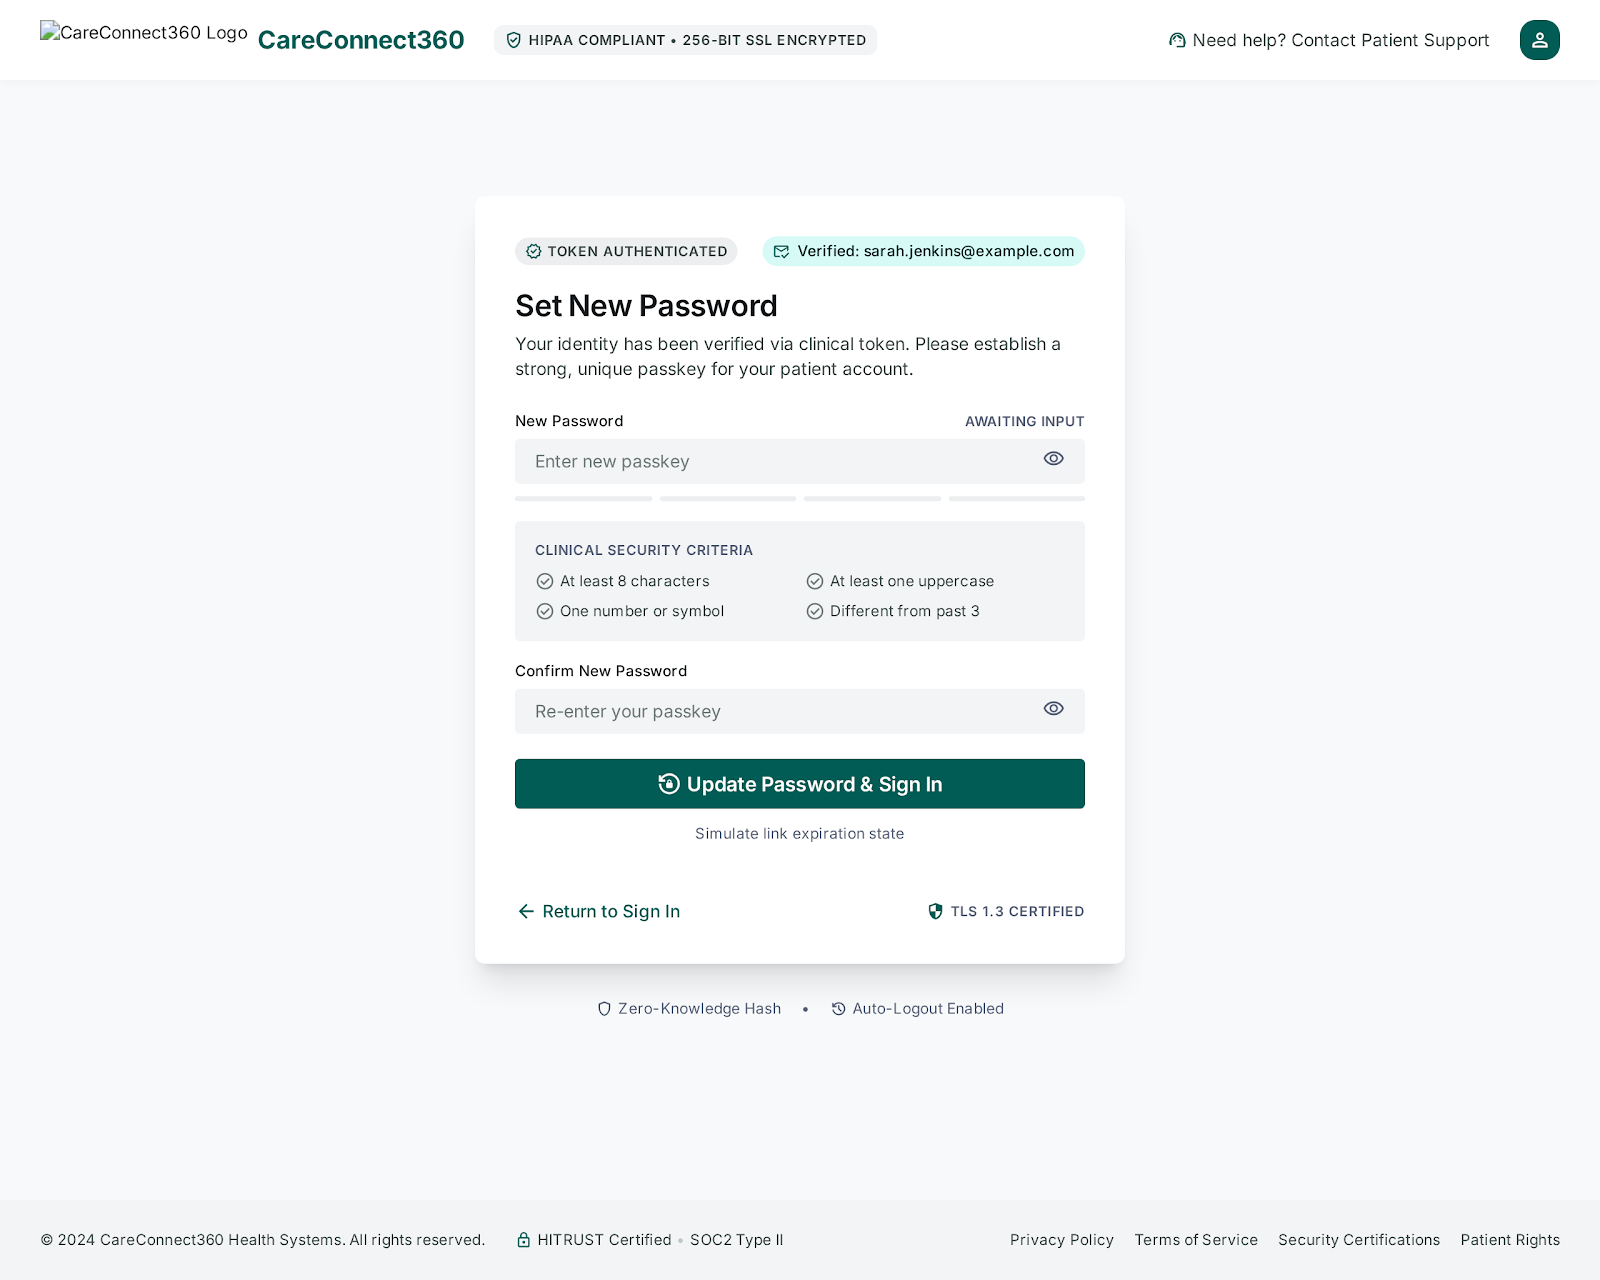 CareConnect360 Logo
CareConnect360
HIPAA COMPLIANT • 256-BIT SSL ENCRYPTED
Need help? Contact Patient Support
TOKEN AUTHENTICATED
Verified: sarah.jenkins@example.com
Set New Password
Your identity has been verified via clinical token. Please establish a
strong, unique passkey for your patient account.
New Password
AWAITING INPUT
Enter new passkey
CLINICAL SECURITY CRITERIA
At least 8 characters
At least one uppercase
One number or symbol
Different from past 3
Confirm New Password
Re-enter your passkey
Update Password & Sign In
Simulate link expiration state
Return to Sign In
TLS 1.3 CERTIFIED
Zero-Knowledge Hash • Auto-Logout Enabled
© 2024 CareConnect360 Health Systems. All rights reserved.
HITRUST Certified • SOC2 Type II
Privacy Policy
Terms of Service
Security Certifications
Patient Rights